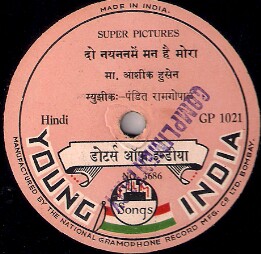 MADE IN INDIA.
SUPER PICTURES
दो नयननमें मन है मोरा
मा. आशीक हुसेन
म्युझीकः- पंडित रामगोपाल
Hindi
GP 1021
डोटर्स ऑफ इन्डीया
3686
Songs
YOUNG INDIA
MANUFACTURED BY THE NATIONAL GRAMOPHONE RECORD MFG. CO. LTD. BOMBAY.